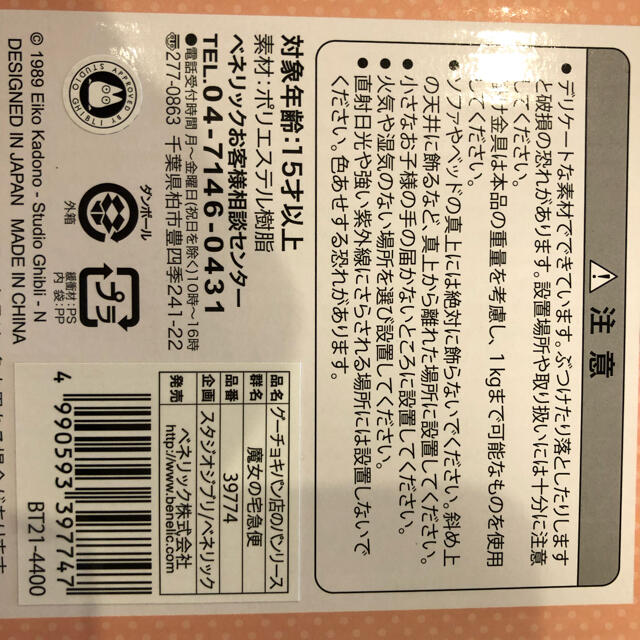 ⚠ 注意
● デリケートな素材でできています。ぶつけたり落としたりします
と破損の恐れがあります。設置場所や取り扱いには十分に注意
してください。
り金具は本品の重量を考慮し、1kgまで可能なものを使用
してください。
● ソファやベッドの真上には絶対に飾らないでください。斜め上
の天井に飾るなど、真上から離れた場所に設置してください。
● 小さなお子様の手の届かないところに設置してください。
● 火気や湿気のない場所を選び設置してください。
● 直射日光や強い紫外線にさらされる場所には設置しないで
ください。色あせする恐れがあります。
対象年齢:15才以上
素材:ポリエステル樹脂
ベネリックお客様相談センター
TEL.04-7146-0431
●電話受付時間 月〜金曜日(祝日を除く)10時〜16時
〠277-0863 千葉県柏市豊四季241-22
APPROVED BY
STUDIO GHIBLI
ダンボール
外箱
プラ
緩衝材:PS
内袋:PP
© 1989 Eiko Kadono - Studio Ghibli - N
DESIGNED IN JAPAN MADE IN CHINA
品名 グーチョキパン店のパンリース
群名 魔女の宅急便
品番 39774
企画 スタジオジブリ/ベネリック
発売 ベネリック株式会社
http://www.benelic.com/
4 990593 397747
BT21-4400